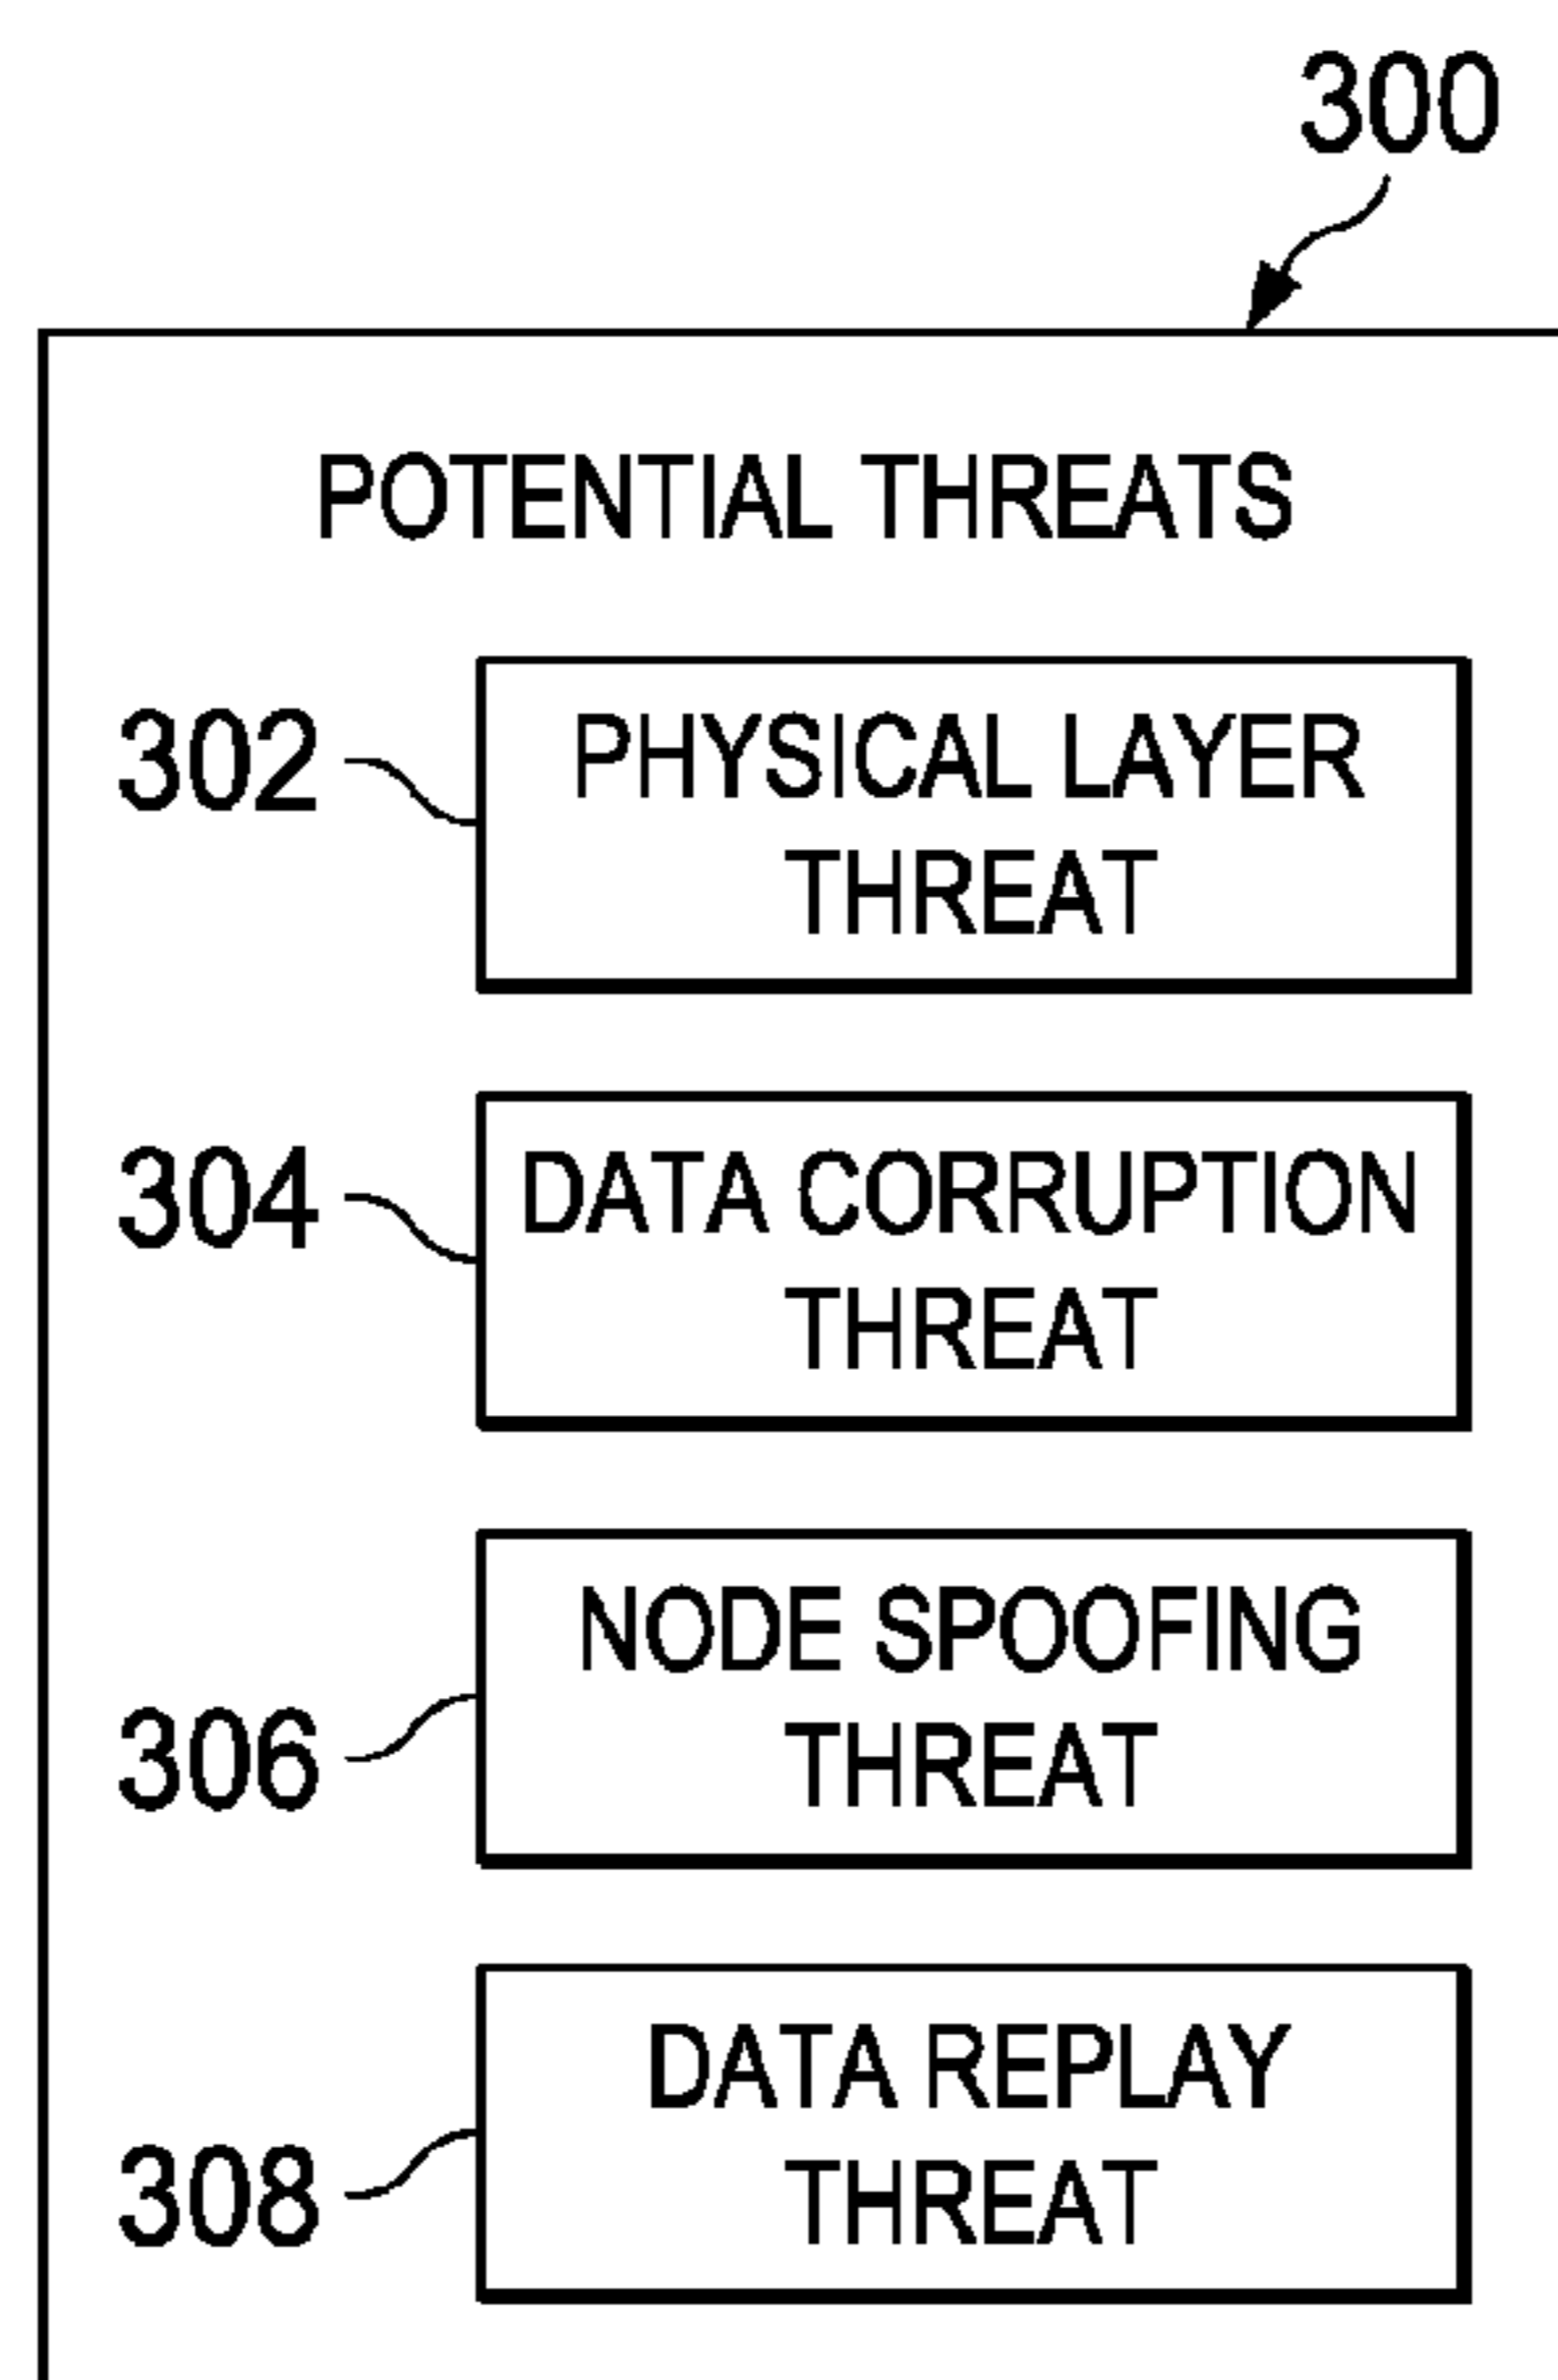 300
POTENTIAL THREATS
302
PHYSICAL LAYER
THREAT
304
DATA CORRUPTION
THREAT
306
NODE SPOOFING
THREAT
308
DATA REPLAY
THREAT